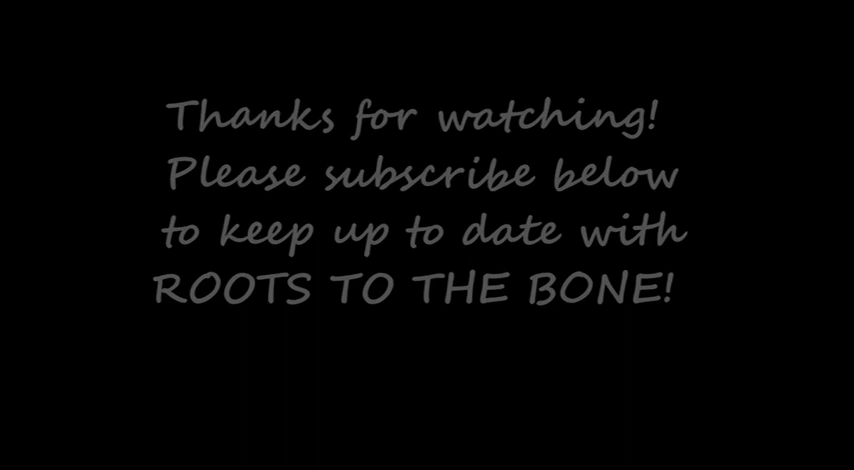 Thanks for watching!
Please subscribe below
to keep up to date with
ROOTS TO THE BONE!